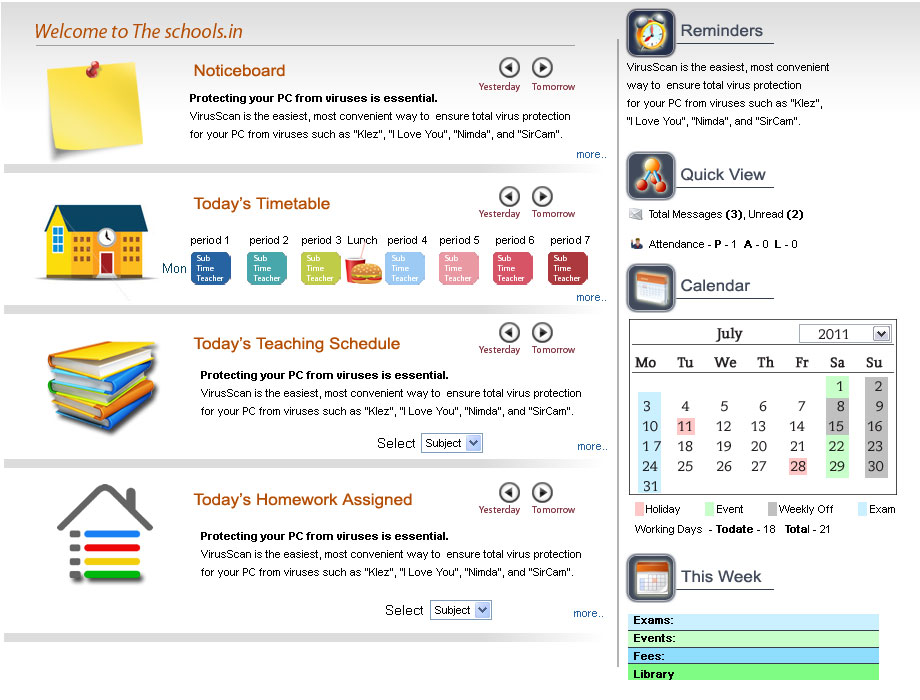 Welcome to The schools.in
Noticeboard
Yesterday Tomorrow
Protecting your PC from viruses is essential.
VirusScan is the easiest, most convenient way to ensure total virus protection
for your PC from viruses such as "Klez", "I Love You", "Nimda", and "SirCam".
more..
Today's Timetable
Yesterday Tomorrow
period 1 period 2 period 3 Lunch period 4 period 5 period 6 period 7
Mon
Sub Sub Sub Sub Sub Sub Sub
Time Time Time Time Time Time Time
Teacher Teacher Teacher Teacher Teacher Teacher Teacher
more..
Today's Teaching Schedule
Yesterday Tomorrow
Protecting your PC from viruses is essential.
VirusScan is the easiest, most convenient way to ensure total virus protection
for your PC from viruses such as "Klez", "I Love You", "Nimda", and "SirCam".
Select Subject
more..
Today's Homework Assigned
Yesterday Tomorrow
Protecting your PC from viruses is essential.
VirusScan is the easiest, most convenient way to ensure total virus protection
for your PC from viruses such as "Klez", "I Love You", "Nimda", and "SirCam".
Select Subject
more..
Reminders
VirusScan is the easiest, most convenient
way to ensure total virus protection
for your PC from viruses such as "Klez",
"I Love You", "Nimda", and "SirCam".
Quick View
Total Messages (3), Unread (2)
Attendance - P - 1 A - 0 L - 0
Calendar
July 2011
Mo Tu We Th Fr Sa Su
1 2
3 4 5 6 7 8 9
10 11 12 13 14 15 16
17 18 19 20 21 22 23
24 25 26 27 28 29 30
31
Holiday Event Weekly Off Exam
Working Days - Todate - 18 Total - 21
This Week
Exams:
Events:
Fees:
Library